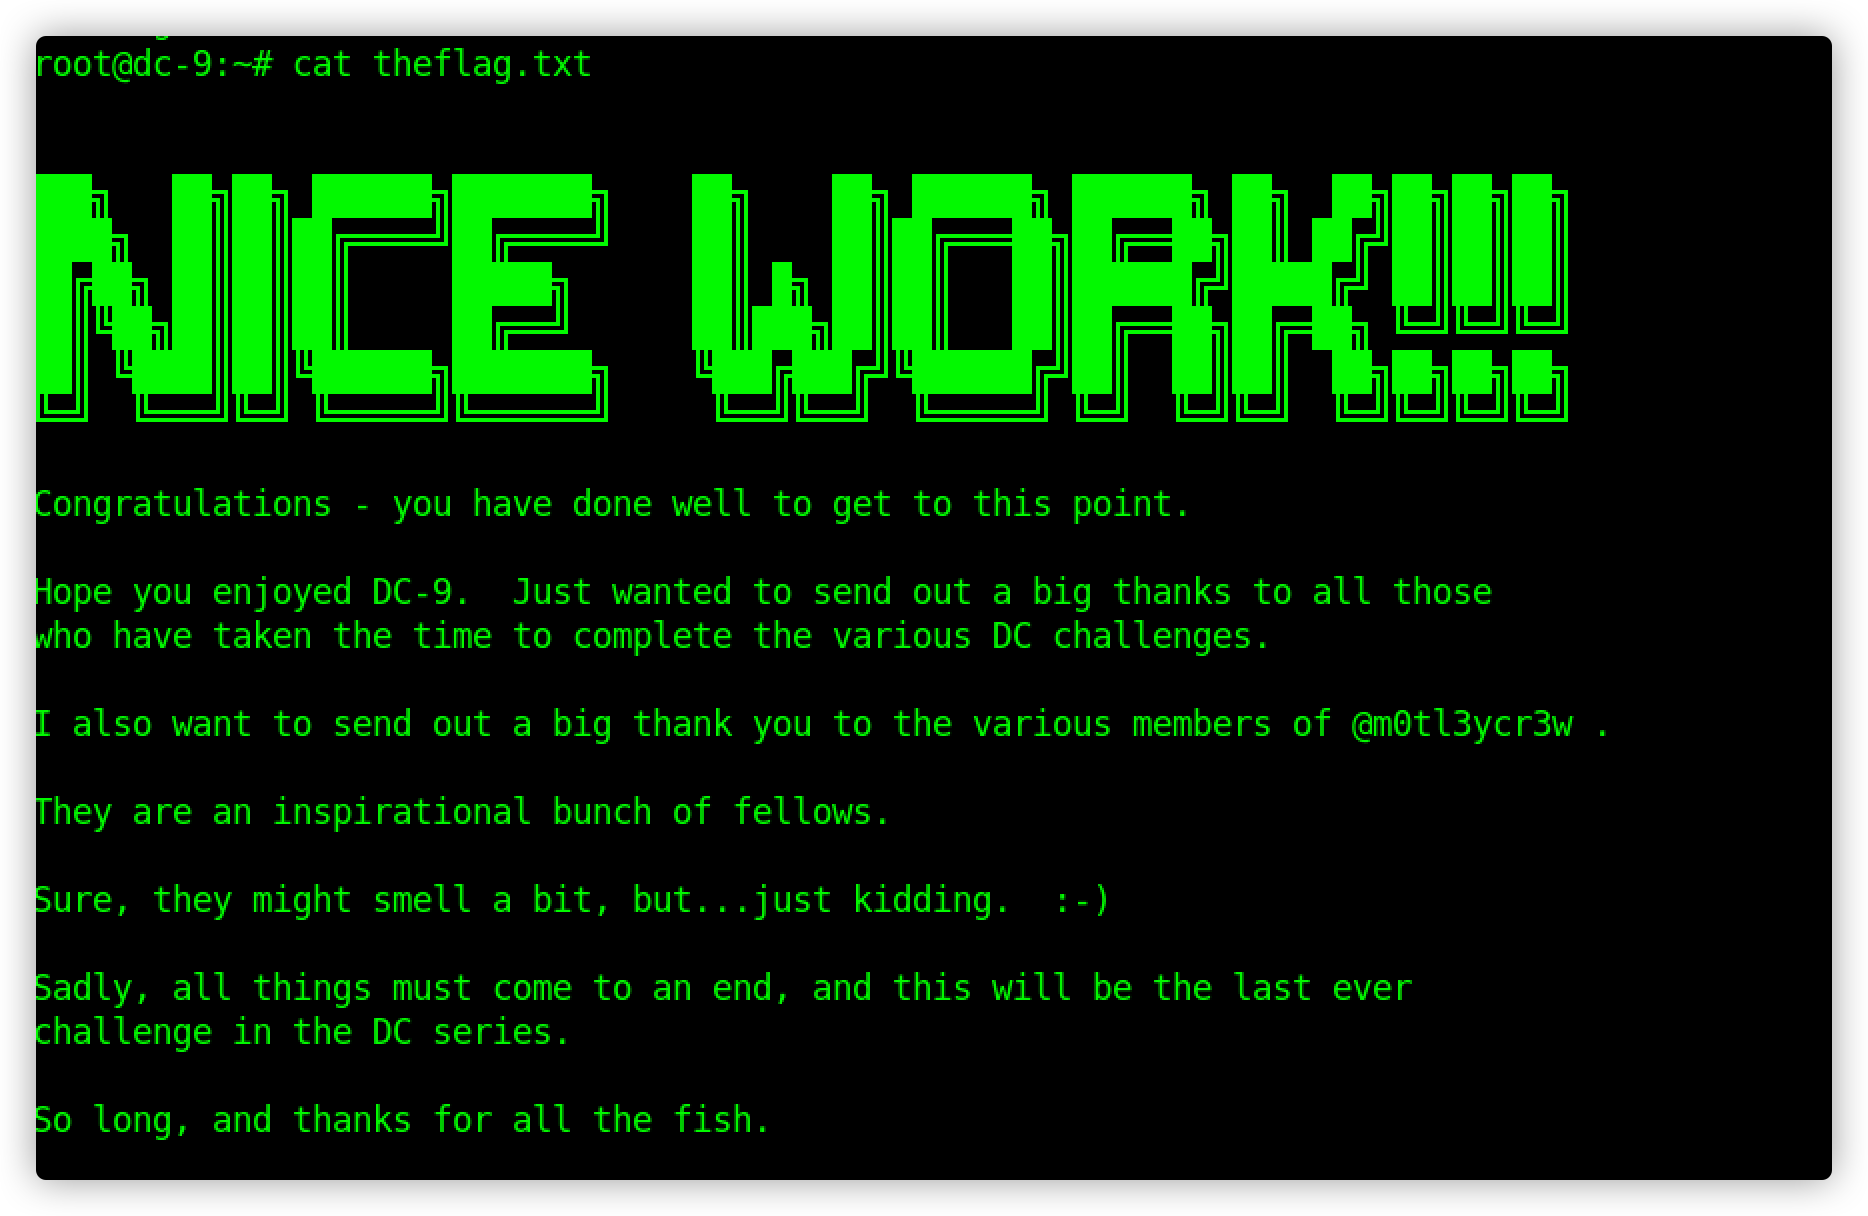 root@dc-9:~# cat theflag.txt
NICE WORK!!!
Congratulations - you have done well to get to this point.
Hope you enjoyed DC-9.  Just wanted to send out a big thanks to all those
who have taken the time to complete the various DC challenges.
I also want to send out a big thank you to the various members of @m0tl3ycr3w .
They are an inspirational bunch of fellows.
Sure, they might smell a bit, but...just kidding.  :-)
Sadly, all things must come to an end, and this will be the last ever
challenge in the DC series.
So long, and thanks for all the fish.